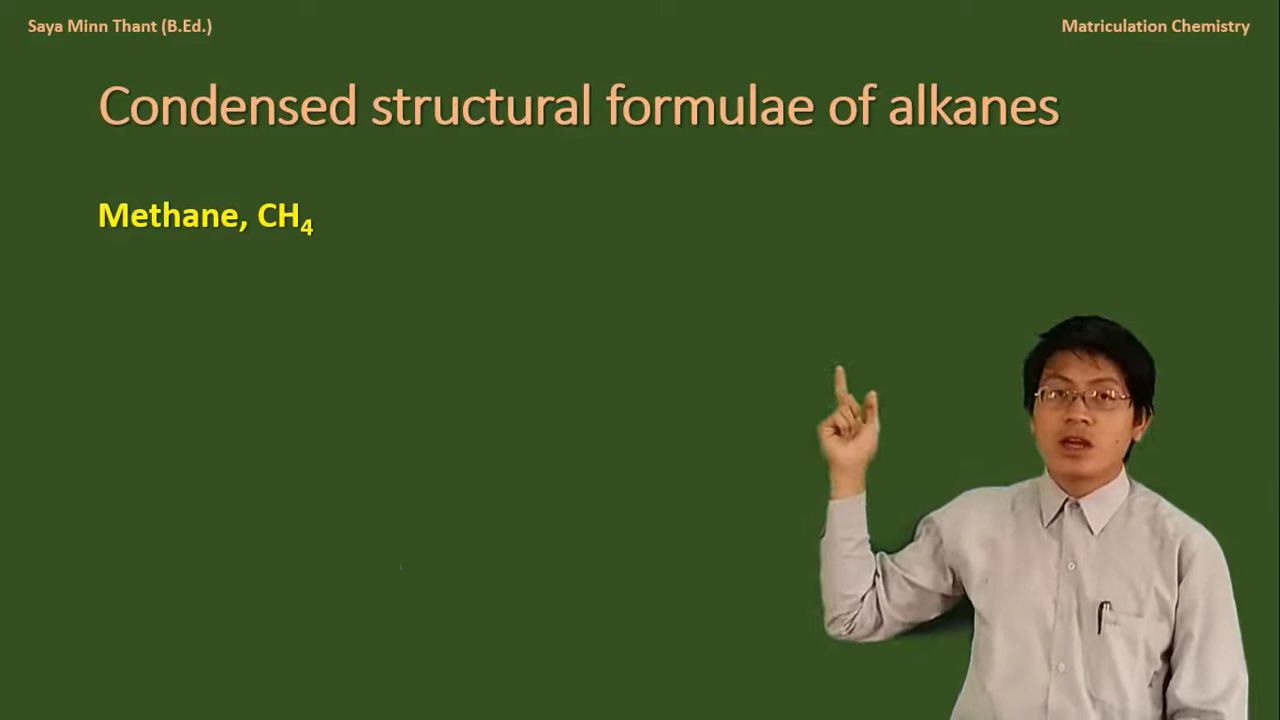 Saya Minn Thant (B.Ed.)
Matriculation Chemistry
Condensed structural formulae of alkanes
Methane, CH₄